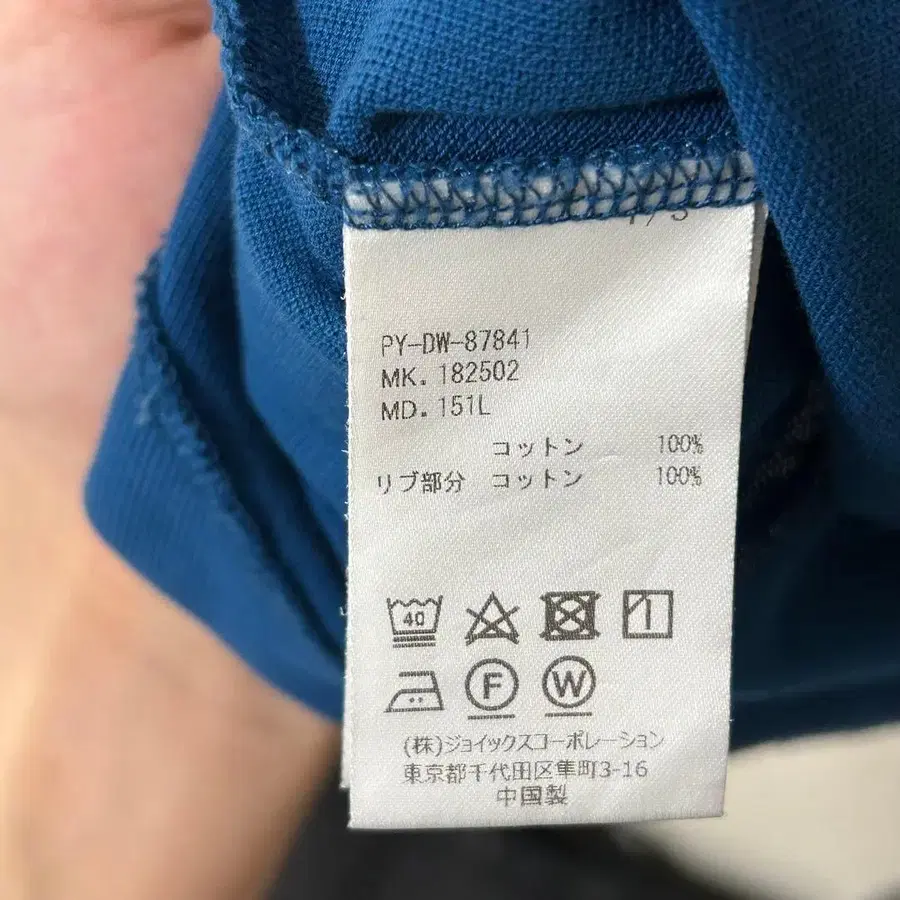 PY-DW-87841
MK. 182502
MD. 151L
コットン 100%
リブ部分 コットン 100%
40
F W
(株)ジョイックスコーポレーション
東京都千代田区隼町3-16
中国製